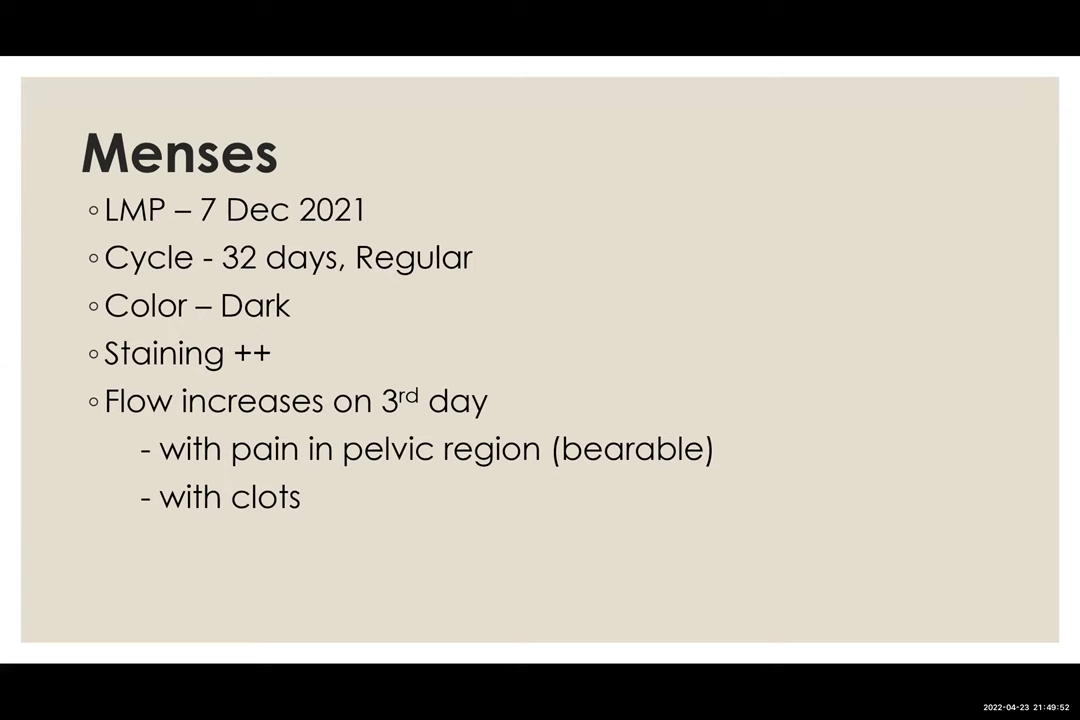 Menses
◦ LMP – 7 Dec 2021
◦ Cycle - 32 days, Regular
◦ Color – Dark
◦ Staining ++
◦ Flow increases on 3rd day
- with pain in pelvic region (bearable)
- with clots
2022-04-23 21:49:52